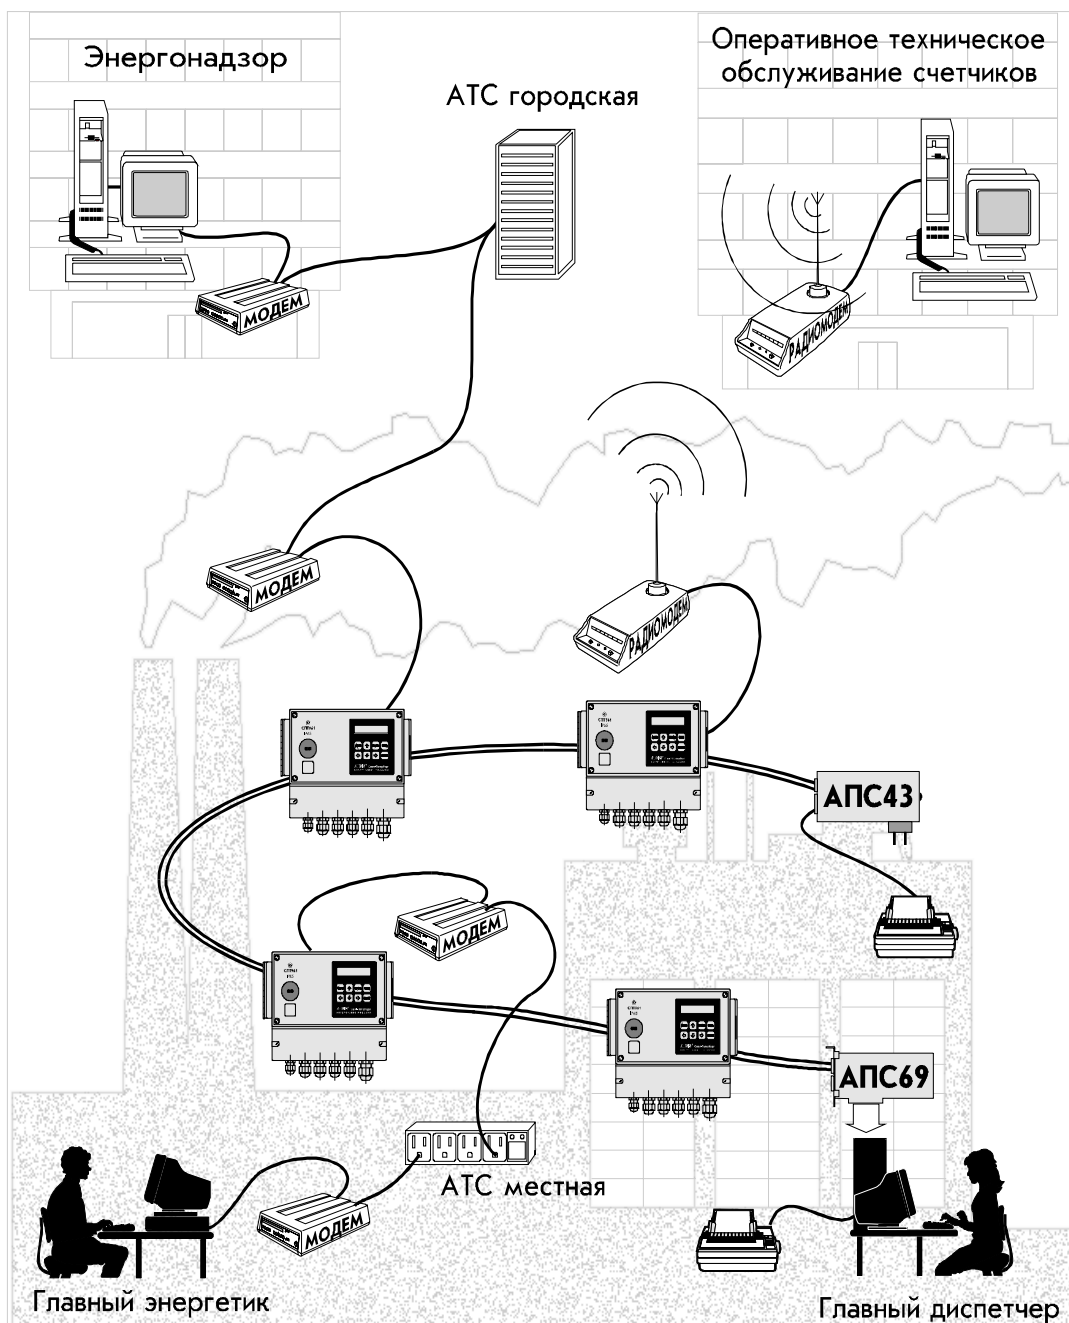 Энергонадзор
Оперативное техническое
обслуживание счетчиков
АТС городская
МОДЕМ
РАДИОМОДЕМ
МОДЕМ
РАДИОМОДЕМ
АПС43
МОДЕМ
АПС69
АТС местная
МОДЕМ
Главный энергетик
Главный диспетчер